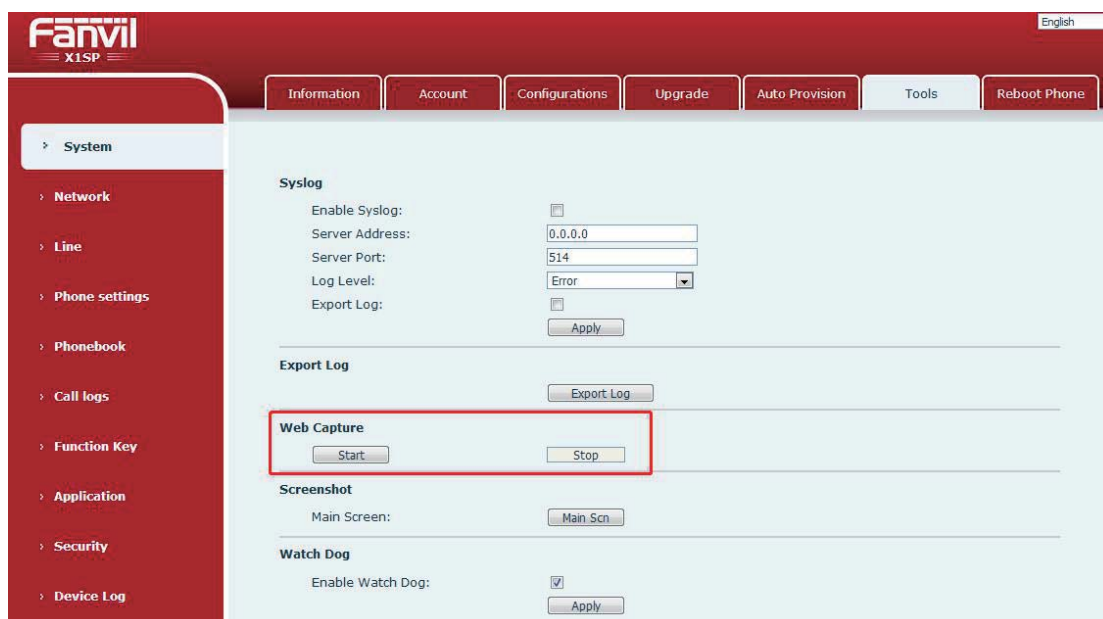 Fanvil
X1SP
English
Information Account Configurations Upgrade Auto Provision Tools Reboot Phone
› System
› Network
› Line
› Phone settings
› Phonebook
› Call logs
› Function Key
› Application
› Security
› Device Log
Syslog
Enable Syslog:
Server Address: 0.0.0.0
Server Port: 514
Log Level: Error
Export Log:
Apply
Export Log
Export Log
Web Capture
Start Stop
Screenshot
Main Screen: Main Scn
Watch Dog
Enable Watch Dog:
Apply